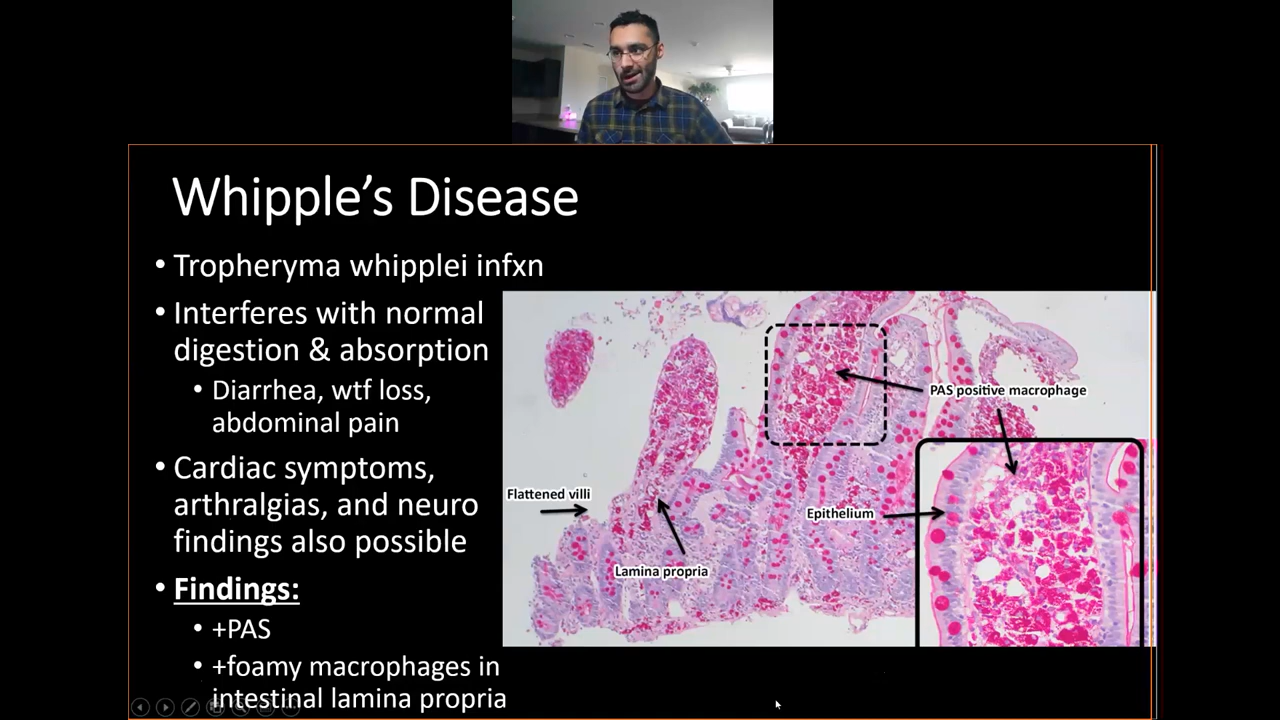 Whipple's Disease
• Tropheryma whipplei infxn
• Interferes with normal
digestion & absorption
• Diarrhea, wtf loss,
abdominal pain
• Cardiac symptoms,
arthralgias, and neuro
findings also possible
• Findings:
• +PAS
• +foamy macrophages in
intestinal lamina propria
PAS positive macrophage
Flattened villi
Epithelium
Lamina propria